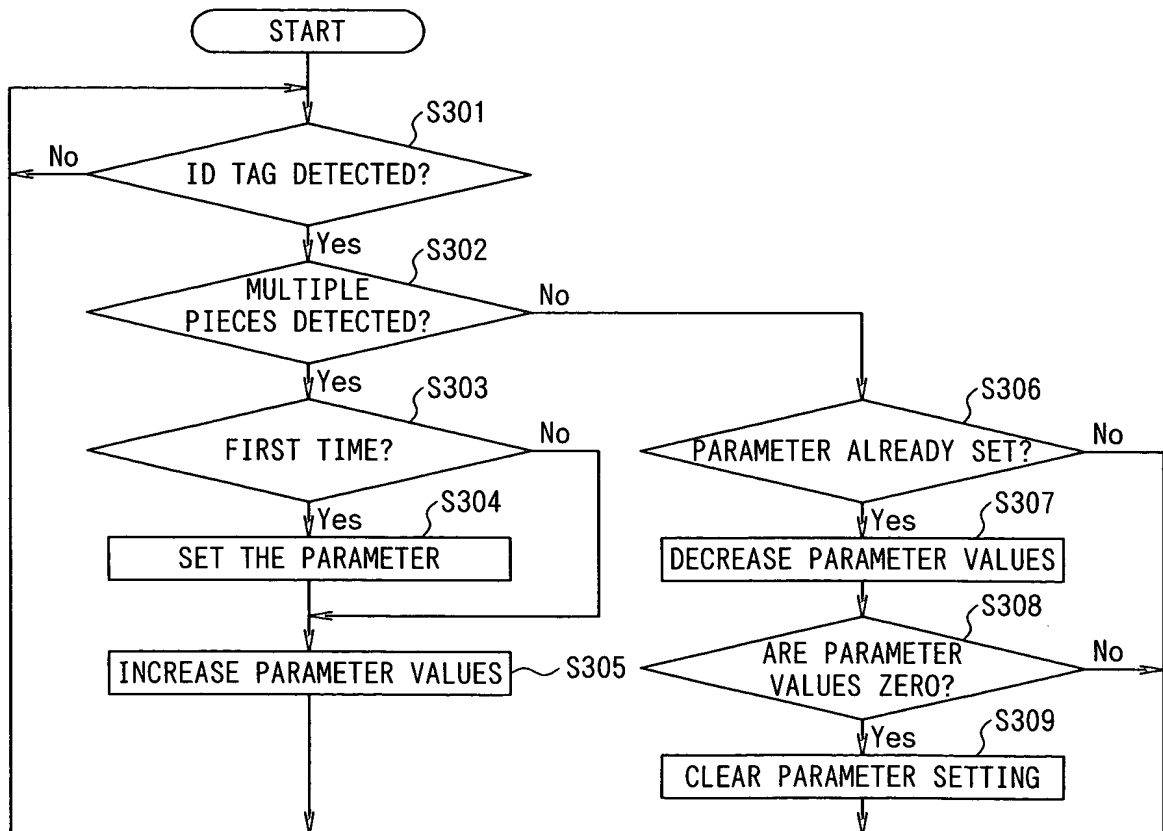 START
S301
No
ID TAG DETECTED?
Yes
S302
MULTIPLE
PIECES DETECTED?
No
Yes
S303
FIRST TIME?
No
Yes
S304
SET THE PARAMETER
INCREASE PARAMETER VALUES
S305
S306
PARAMETER ALREADY SET?
No
Yes
S307
DECREASE PARAMETER VALUES
S308
ARE PARAMETER
VALUES ZERO?
No
Yes
S309
CLEAR PARAMETER SETTING